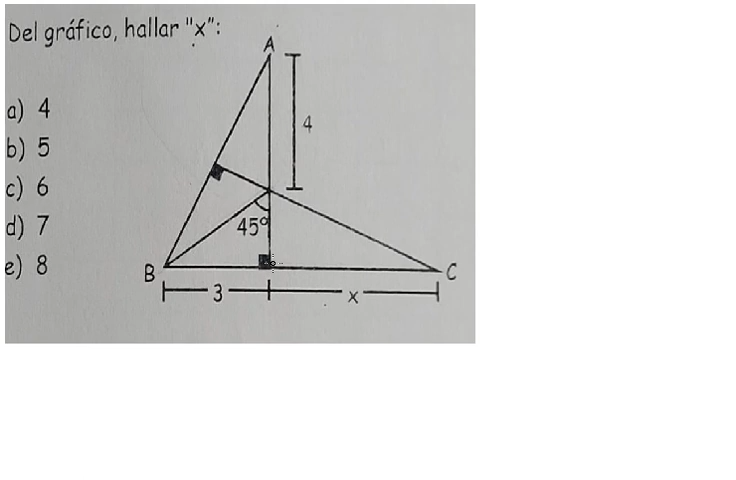 Del gráfico, hallar "x":
A
a) 4
4
b) 5
c) 6
d) 7
45°
e) 8
B
C
3
x